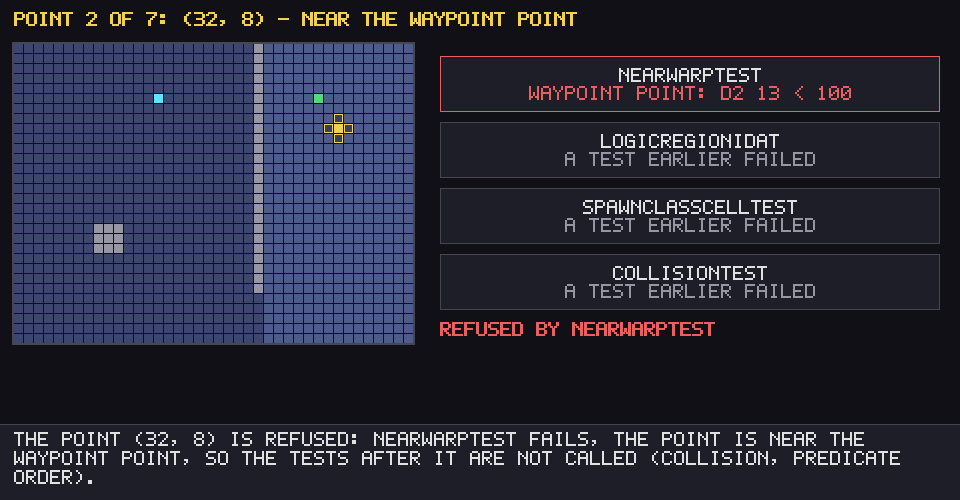 POINT 2 OF 7: (32, 8) - NEAR THE WAYPOINT POINT
NEARWARPTEST
WAYPOINT POINT: D2 13 < 100
LOGICREGIONIDAT
A TEST EARLIER FAILED
SPAWNCLASSCELLTEST
A TEST EARLIER FAILED
COLLISIONTEST
A TEST EARLIER FAILED
REFUSED BY NEARWARPTEST
THE POINT (32, 8) IS REFUSED: NEARWARPTEST FAILS, THE POINT IS NEAR THE
WAYPOINT POINT, SO THE TESTS AFTER IT ARE NOT CALLED (COLLISION, PREDICATE
ORDER).